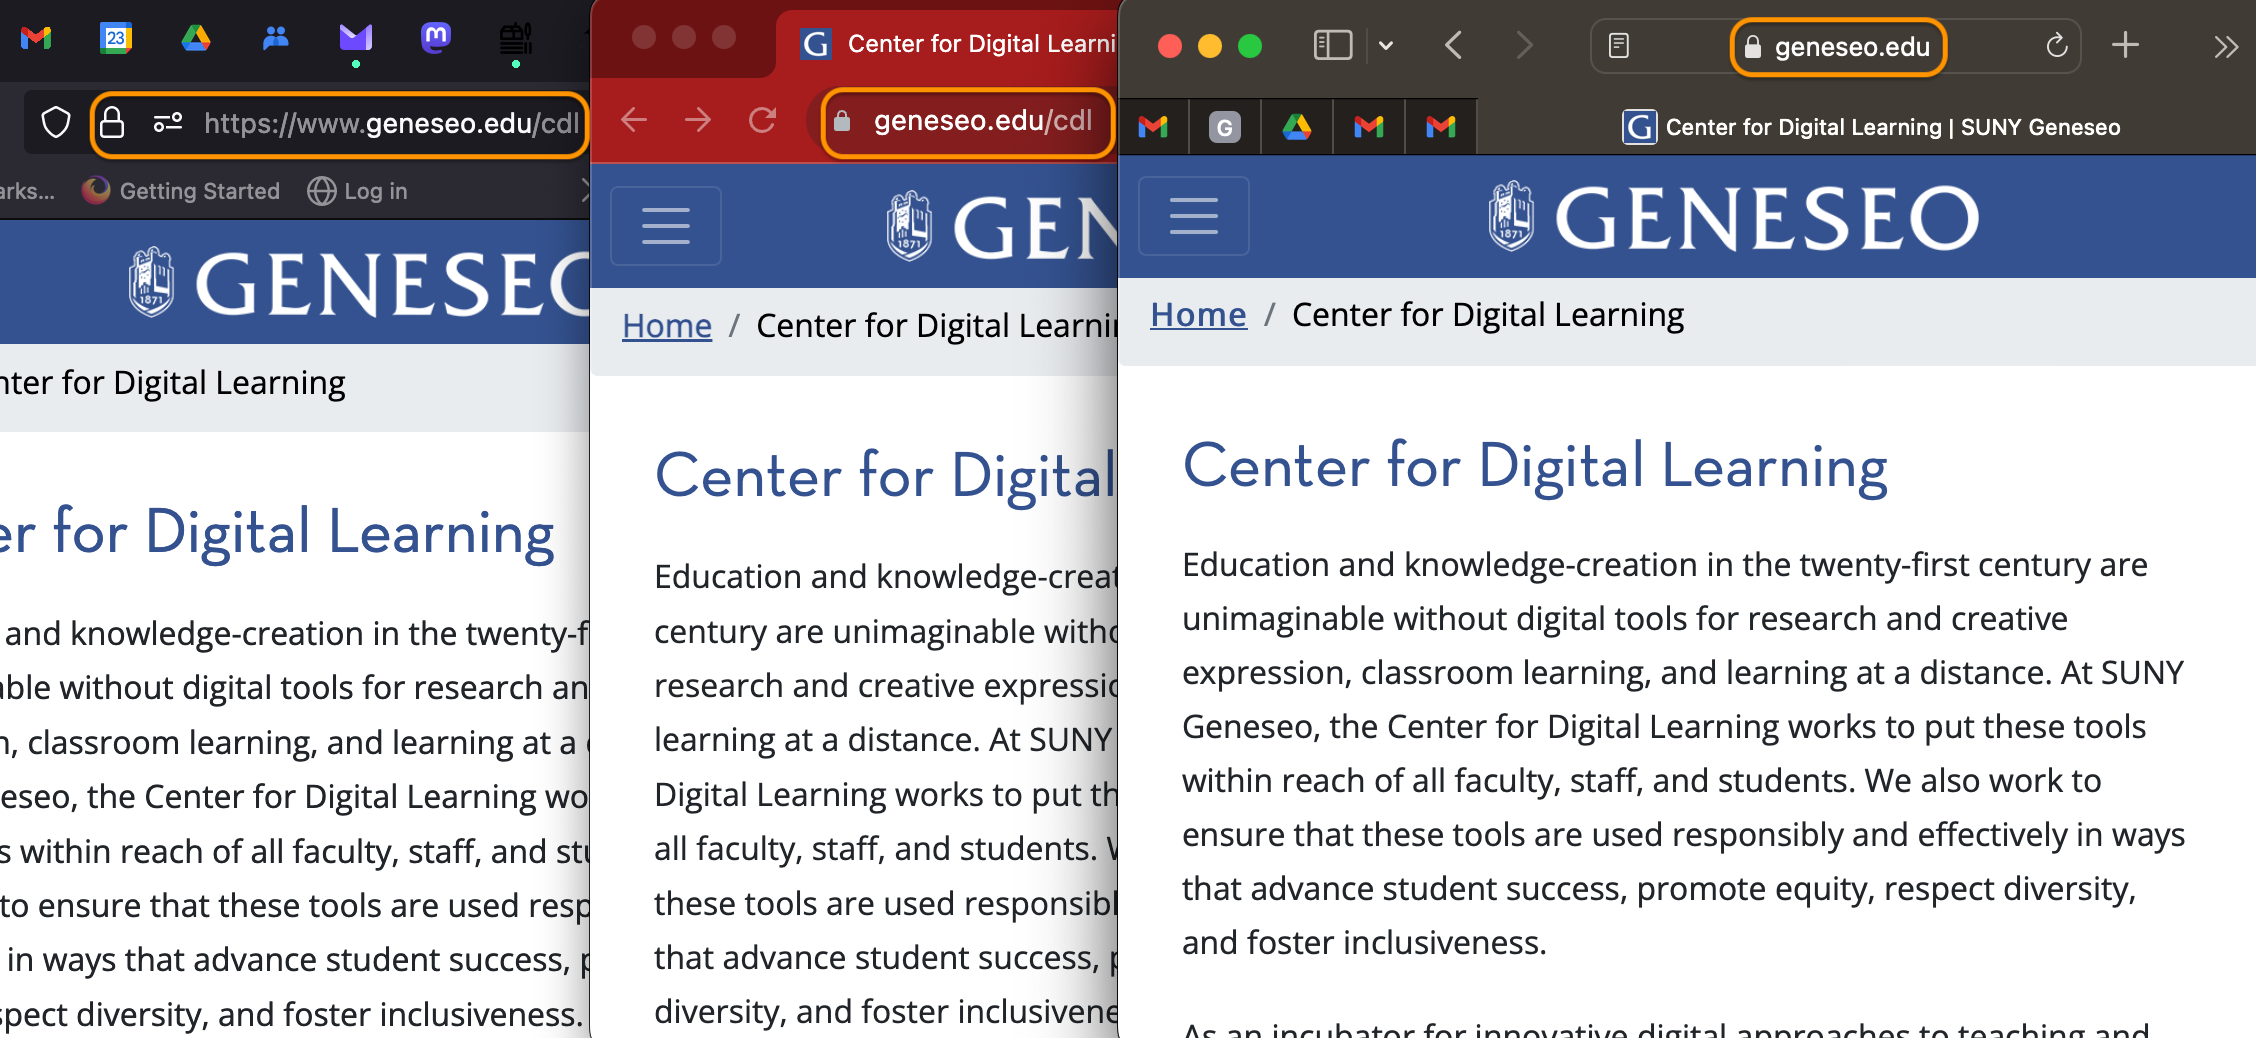 23
https://www.geneseo.edu/cdl
arks...
Getting Started
Log in
1871
GENESEO
nter for Digital Learning
er for Digital Learning
and knowledge-creation in the twenty-f
able without digital tools for research an
n, classroom learning, and learning at a
eseo, the Center for Digital Learning wo
s within reach of all faculty, staff, and stu
to ensure that these tools are used resp
in ways that advance student success, p
spect diversity, and foster inclusiveness.
G
Center for Digital Learni
geneseo.edu/cdl
1871
GEN
Home / Center for Digital Learnin
Center for Digital
Education and knowledge-creat
century are unimaginable witho
research and creative expressio
learning at a distance. At SUNY
Digital Learning works to put th
all faculty, staff, and students. W
these tools are used responsibl
that advance student success, p
diversity, and foster inclusivene
geneseo.edu
G
G
Center for Digital Learning | SUNY Geneseo
1871
GENESEO
Home / Center for Digital Learning
Center for Digital Learning
Education and knowledge-creation in the twenty-first century are
unimaginable without digital tools for research and creative
expression, classroom learning, and learning at a distance. At SUNY
Geneseo, the Center for Digital Learning works to put these tools
within reach of all faculty, staff, and students. We also work to
ensure that these tools are used responsibly and effectively in ways
that advance student success, promote equity, respect diversity,
and foster inclusiveness.
As an incubator for innovative digital approaches to teaching and